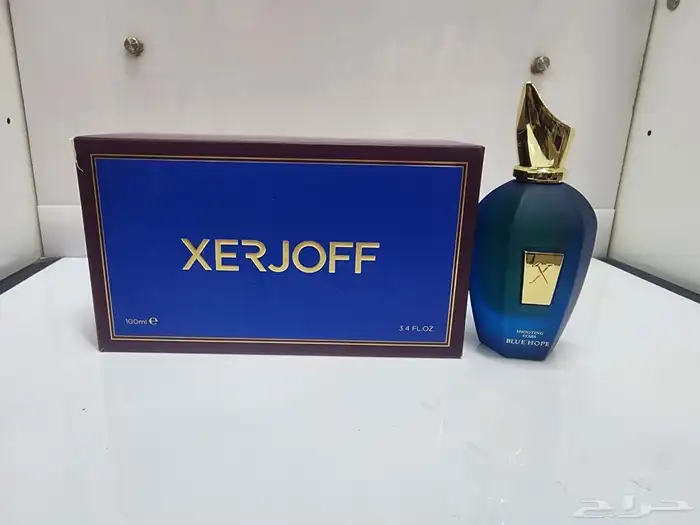 XERJOFF
100ml e
3.4 FL.OZ
X
SHOOTING
STARS
BLUE HOPE
حراج